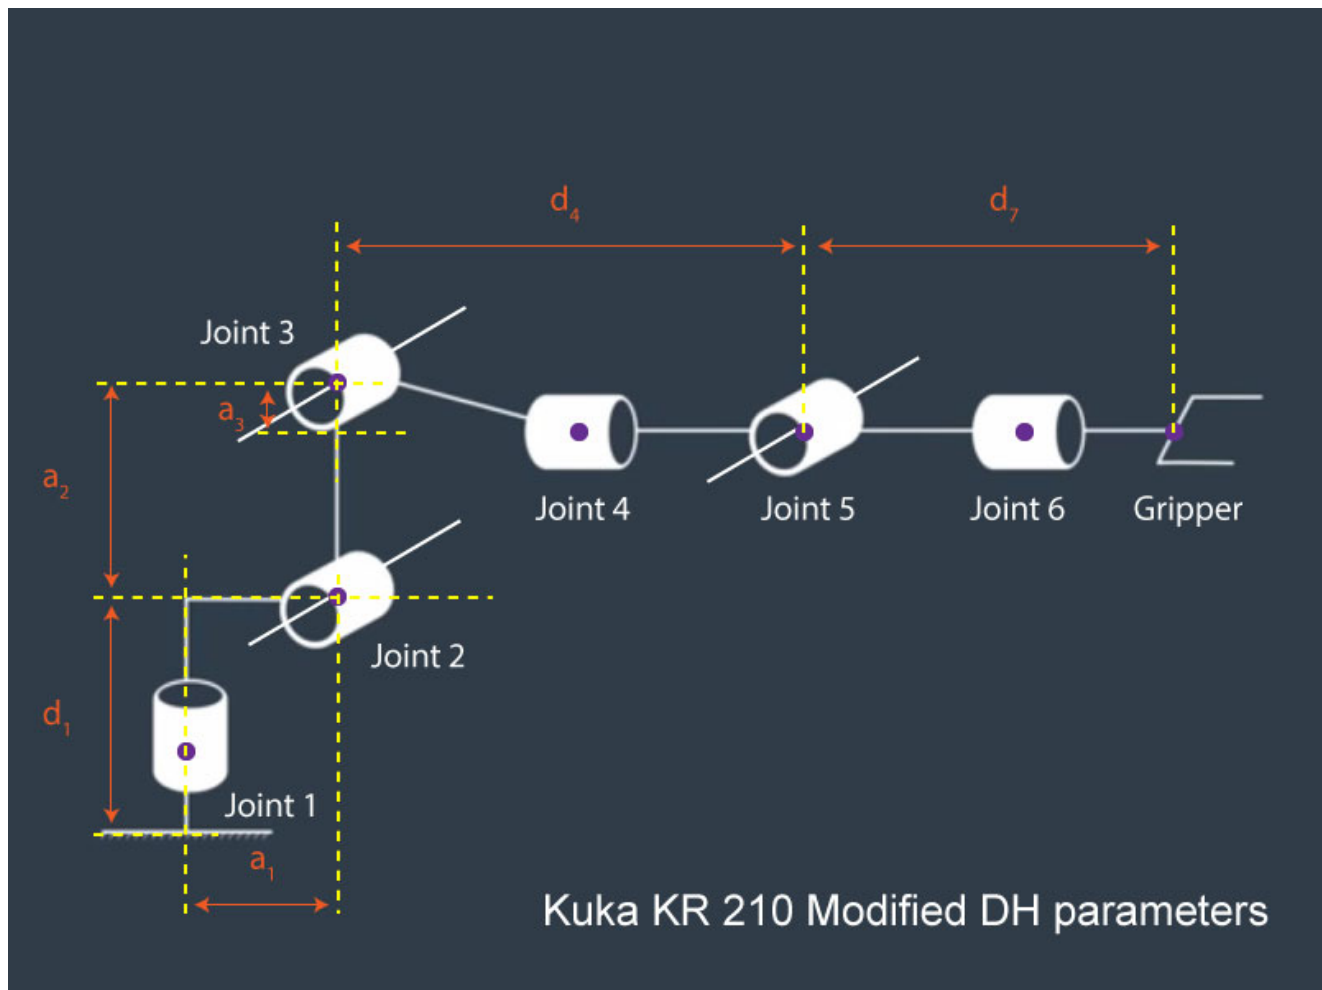 d₄
d₇
Joint 3
a₃
a₂
Joint 4
Joint 5
Joint 6
Gripper
Joint 2
d₁
Joint 1
a₁
Kuka KR 210 Modified DH parameters